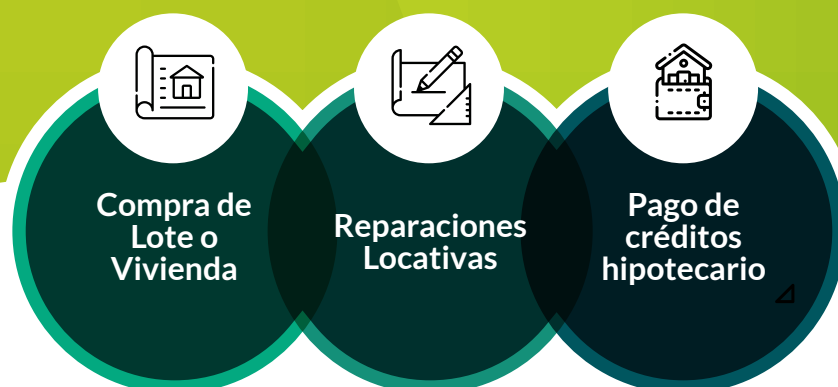 Compra de
Lote o
Vivienda
Reparaciones
Locativas
Pago de
créditos
hipotecario